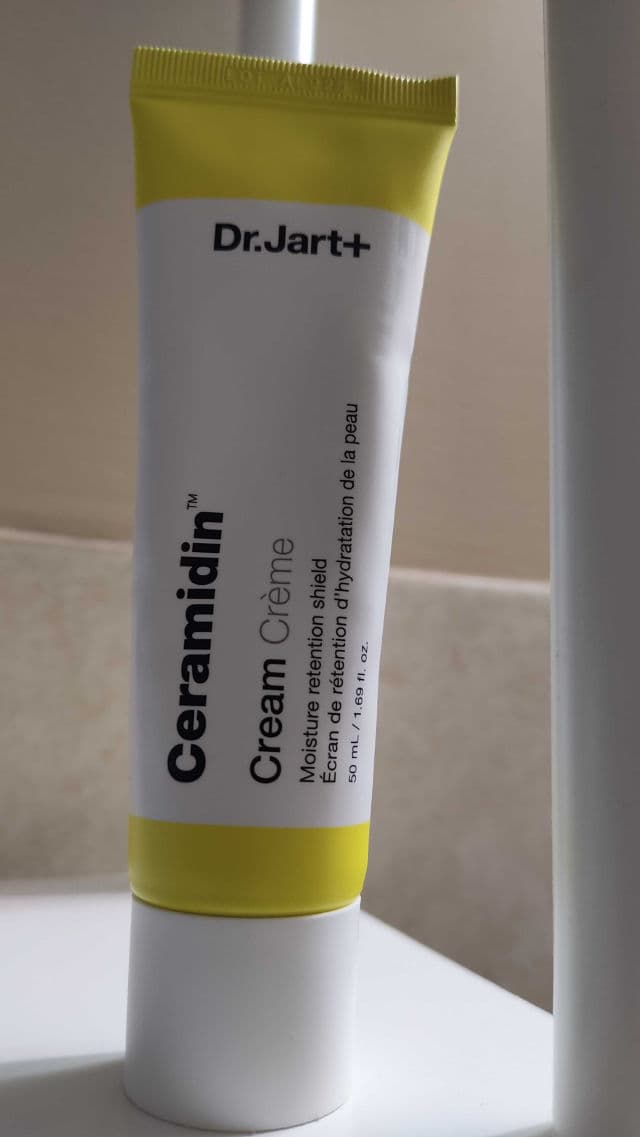 Dr.Jart+
Ceramidin™
Cream Crème
Moisture retention shield
Écran de rétention d'hydratation de la peau
50 mL / 1.69 fl. oz.